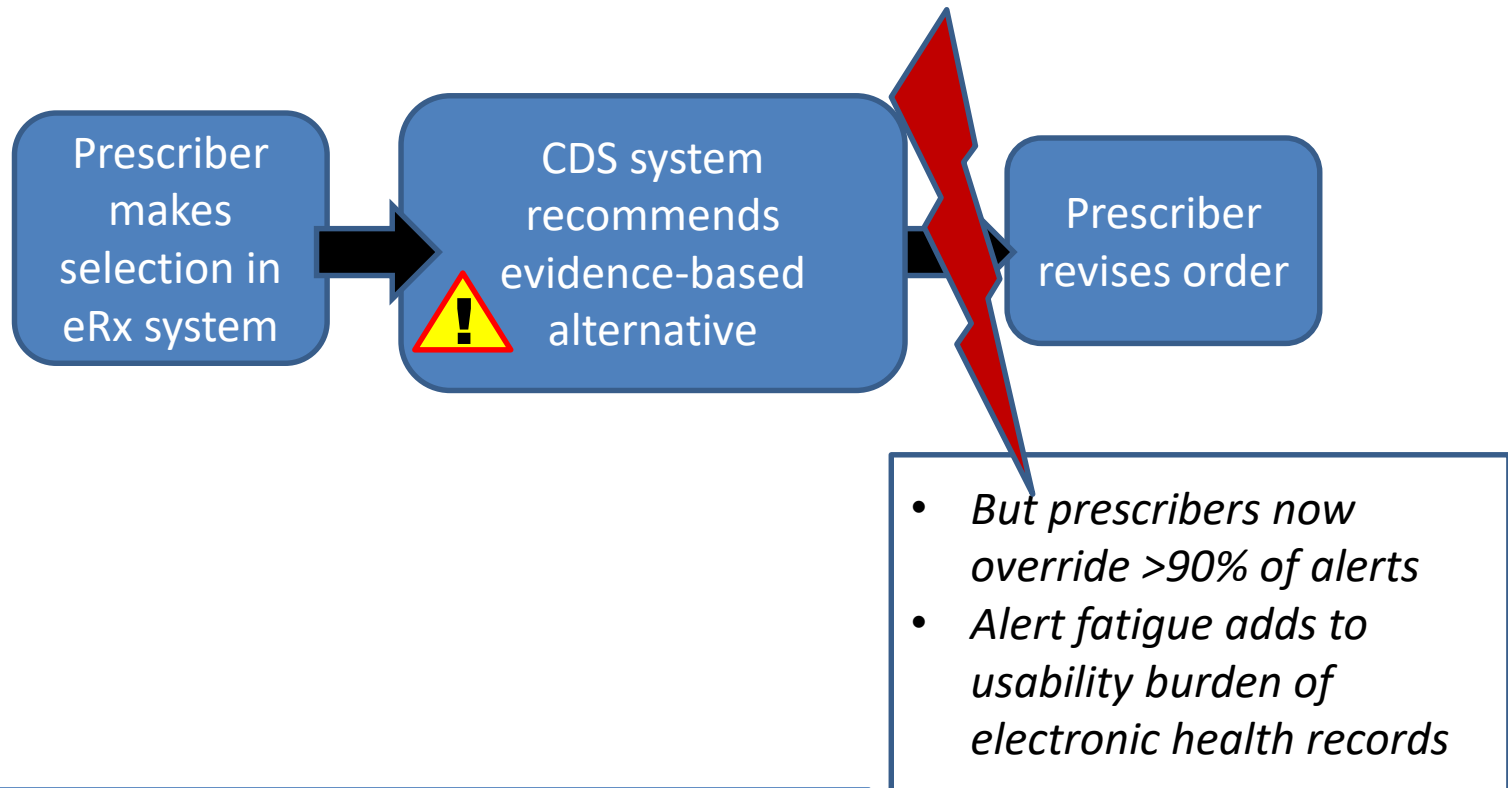 Prescriber
makes
selection in
eRx system
CDS system
recommends
evidence-based
alternative
!
Prescriber
revises order
• But prescribers now
override >90% of alerts
• Alert fatigue adds to
usability burden of
electronic health records